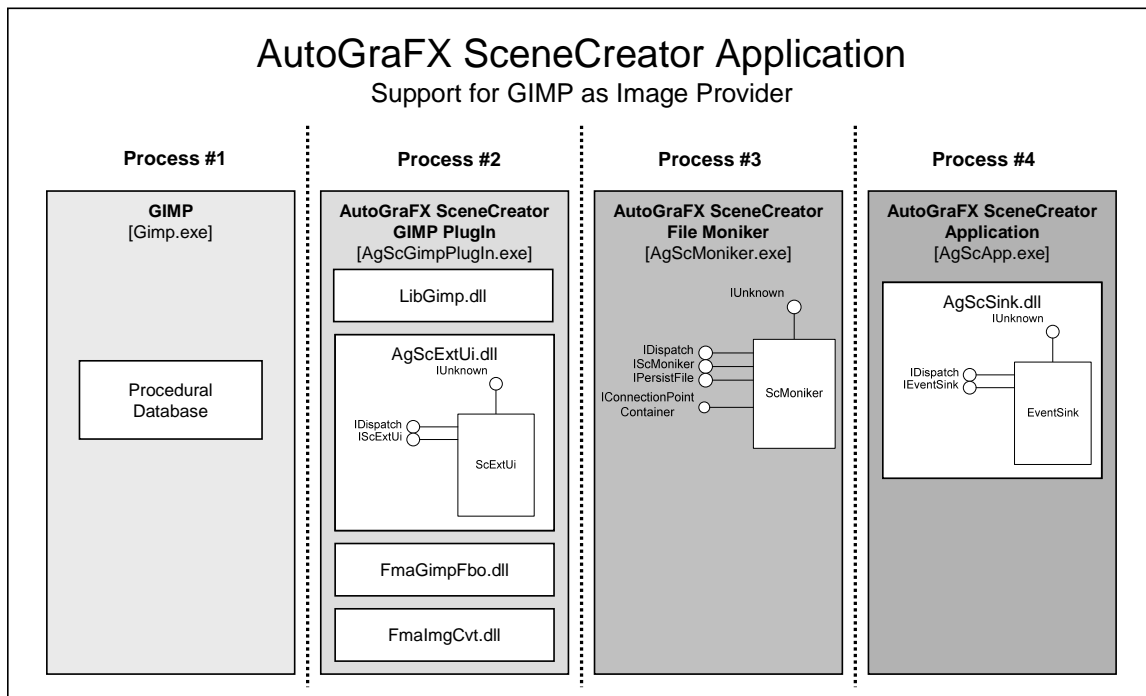 AutoGraFX SceneCreator Application
Support for GIMP as Image Provider
Process #1
Process #2
Process #3
Process #4
GIMP
[Gimp.exe]
Procedural
Database
AutoGraFX SceneCreator
GIMP PlugIn
[AgScGimpPlugIn.exe]
LibGimp.dll
AgScExtUi.dll
IUnknown
IDispatch
IScExtUi
ScExtUi
FmaGimpFbo.dll
FmaImgCvt.dll
AutoGraFX SceneCreator
File Moniker
[AgScMoniker.exe]
IUnknown
IDispatch
IScMoniker
IPersistFile
IConnectionPoint
Container
ScMoniker
AutoGraFX SceneCreator
Application
[AgScApp.exe]
AgScSink.dll
IUnknown
IDispatch
IEventSink
EventSink